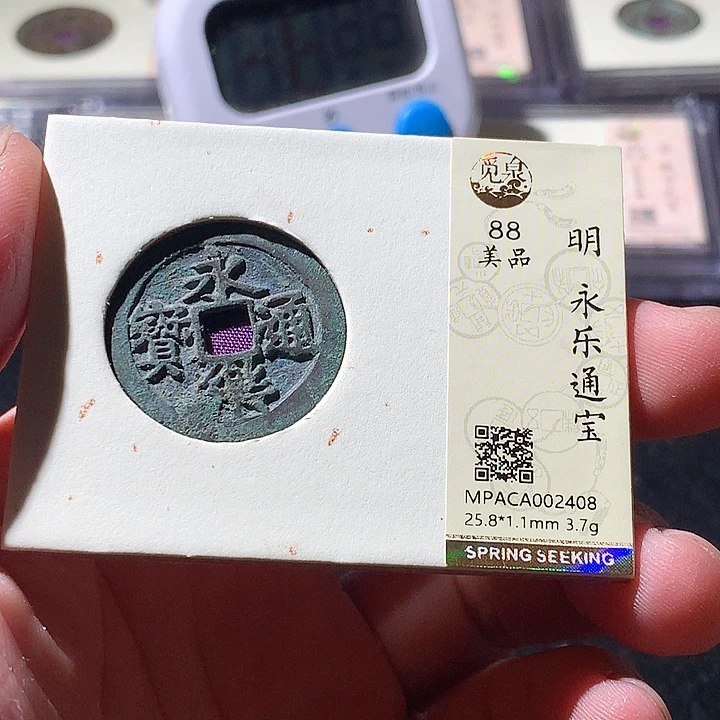 永樂通寶
觅泉
88
美品
明 永乐通宝
MPACA002408
25.8*1.1mm 3.7g
SPRING SEEKING